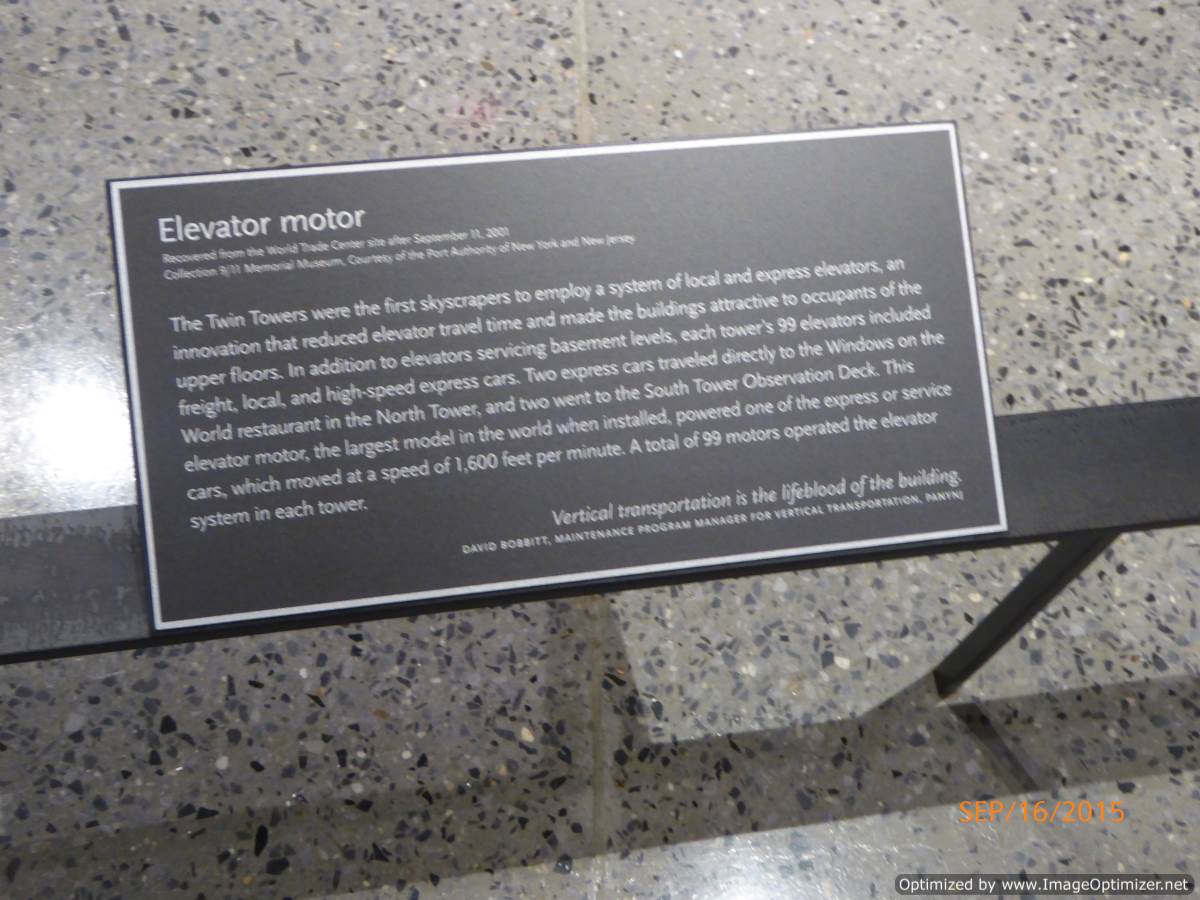 Elevator motor
Recovered from the World Trade Center site after September 11, 2001
Collection 9/11 Memorial Museum, Courtesy of the Port Authority of New York and New Jersey
The Twin Towers were the first skyscrapers to employ a system of local and express elevators, an
innovation that reduced elevator travel time and made the buildings attractive to occupants of the
upper floors. In addition to elevators servicing basement levels, each tower's 99 elevators included
freight, local, and high-speed express cars. Two express cars traveled directly to the Windows on the
World restaurant in the North Tower, and two went to the South Tower Observation Deck. This
elevator motor, the largest model in the world when installed, powered one of the express or service
cars, which moved at a speed of 1,600 feet per minute. A total of 99 motors operated the elevator
system in each tower.
Vertical transportation is the lifeblood of the building.
DAVID BOBBITT, MAINTENANCE PROGRAM MANAGER FOR VERTICAL TRANSPORTATION, PANYNJ
SEP/16/2015
Optimized by www.ImageOptimizer.net